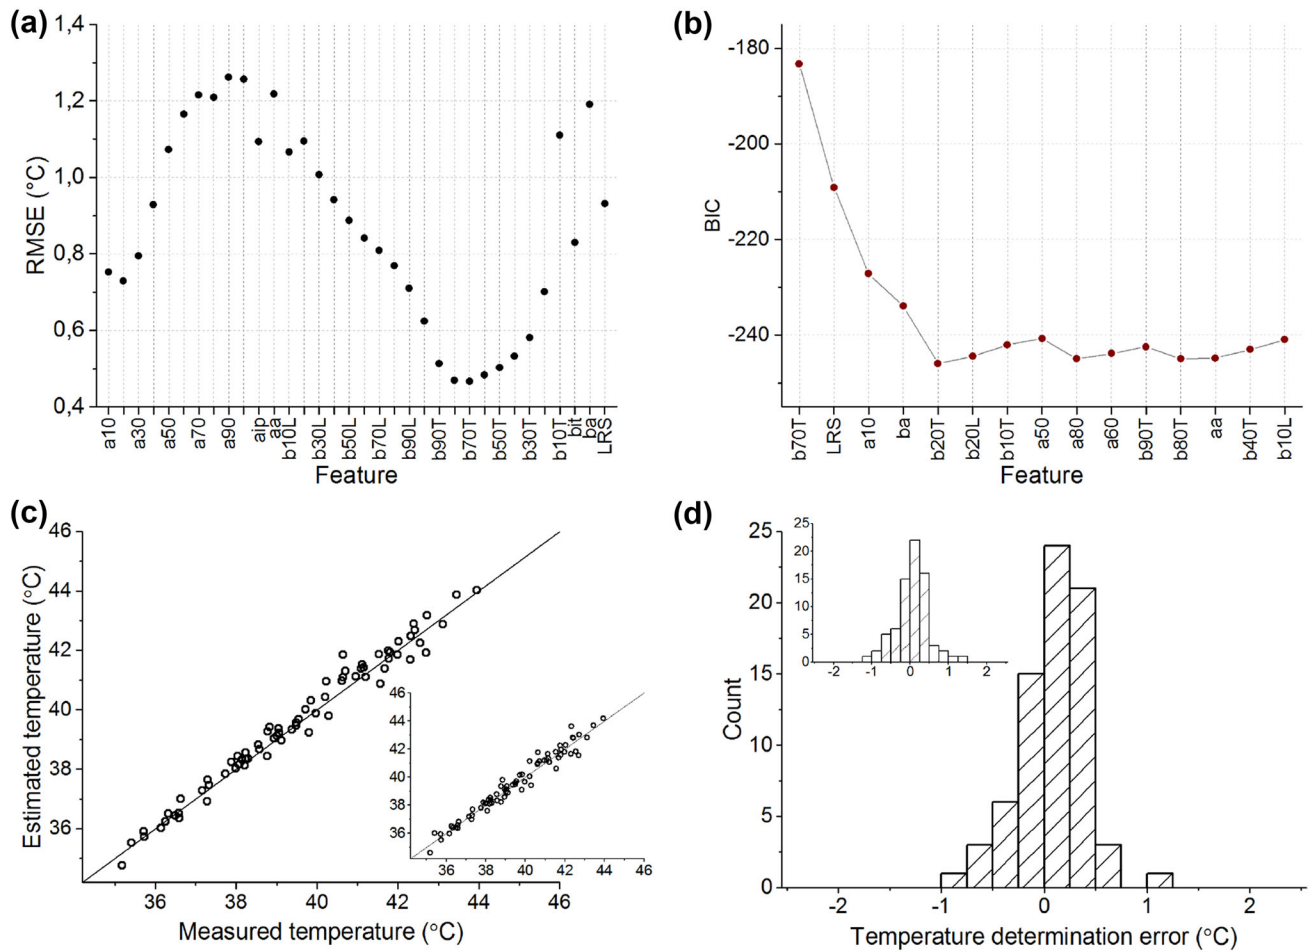 (a)
1,4
1,2
1,0
0,8
0,6
0,4
RMSE (°C)
a10
a30
a50
a70
a90
aip
aa
b10L
b30L
b50L
b70L
b90L
b90T
b70T
b50T
b30T
b10T
bit
ba
LRS
Feature
(b)
-180
-200
-220
-240
BIC
b70T
LRS
a10
ba
b20T
b20L
b10T
a50
a80
a60
b90T
b80T
aa
b40T
b10L
Feature
(c)
46
44
42
40
38
36
Estimated temperature (°C)
36 38 40 42 44 46
Measured temperature (°C)
46
44
42
40
38
36
36 38 40 42 44 46
(d)
25
20
15
10
5
0
Count
-2 -1 0 1 2
Temperature determination error (°C)
25
20
15
10
5
0
-2 -1 0 1 2